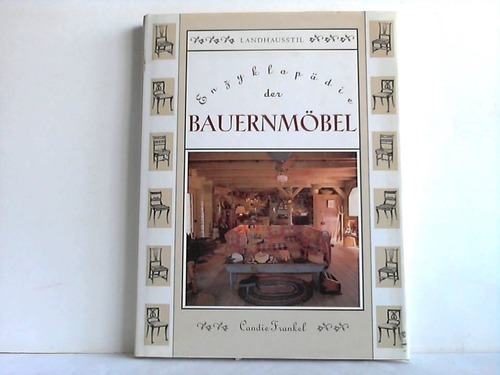 LANDHAUSSTIL
Enzyklopädie
der
BAUERNMÖBEL
Candie Frankel